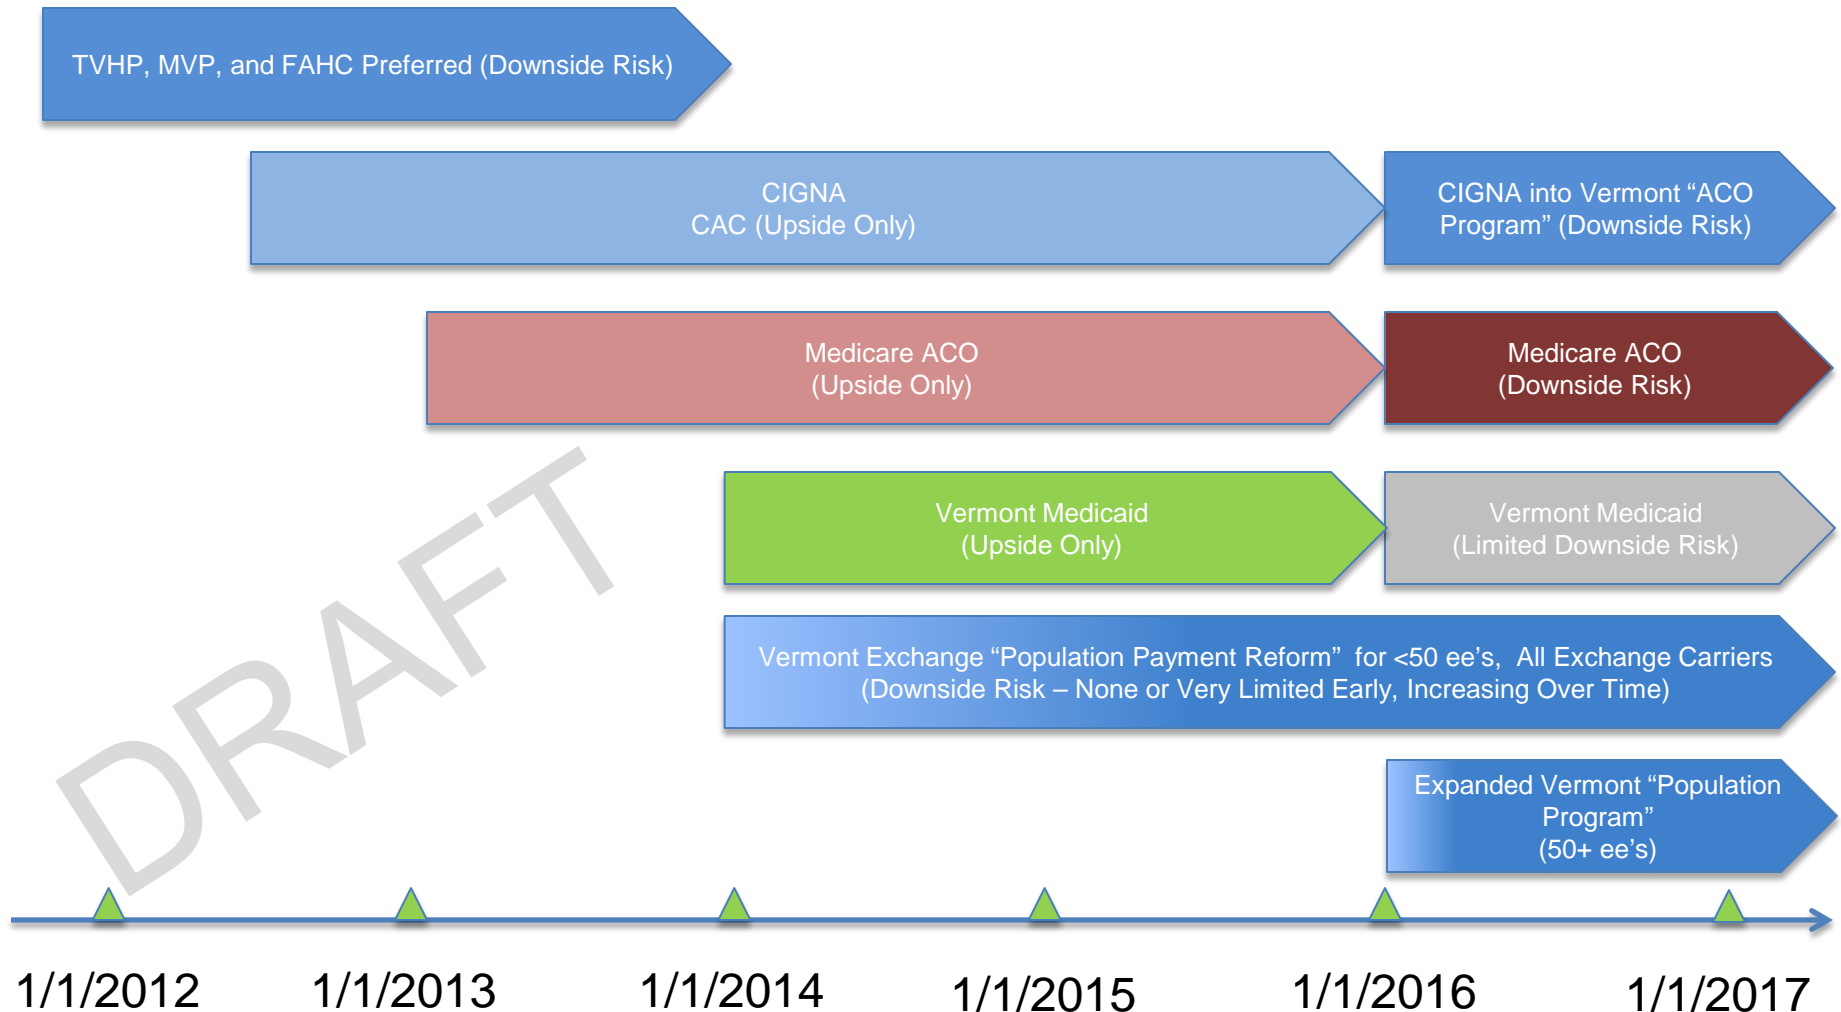 TVHP, MVP, and FAHC Preferred (Downside Risk)
CIGNA
CAC (Upside Only)
CIGNA into Vermont “ACO
Program” (Downside Risk)
Medicare ACO
(Upside Only)
Medicare ACO
(Downside Risk)
Vermont Medicaid
(Upside Only)
Vermont Medicaid
(Limited Downside Risk)
Vermont Exchange “Population Payment Reform”  for <50 ee’s,  All Exchange Carriers
(Downside Risk – None or Very Limited Early, Increasing Over Time)
Expanded Vermont “Population
Program”
(50+ ee’s)
DRAFT
1/1/2012
1/1/2013
1/1/2014
1/1/2015
1/1/2016
1/1/2017